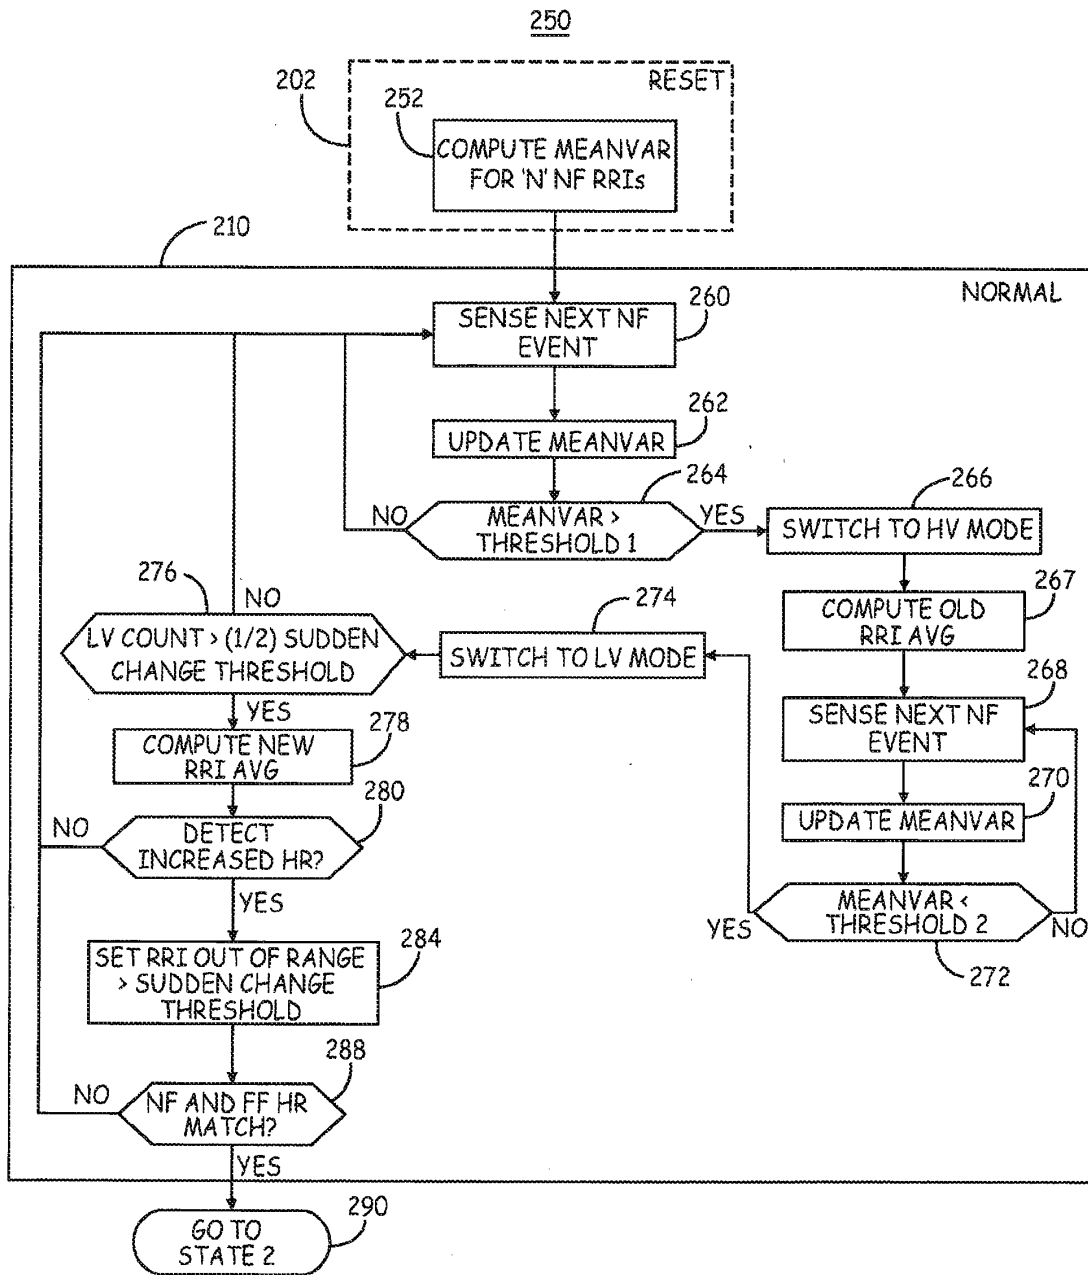 250
202
RESET
252
COMPUTE MEANVAR
FOR 'N' NF RRIs
210
NORMAL
260
SENSE NEXT NF
EVENT
262
UPDATE MEANVAR
264
MEANVAR >
THRESHOLD 1
NO
YES
266
SWITCH TO HV MODE
267
COMPUTE OLD
RRI AVG
268
SENSE NEXT NF
EVENT
270
UPDATE MEANVAR
MEANVAR <
THRESHOLD 2
YES
NO
272
274
SWITCH TO LV MODE
276
NO
LV COUNT > (1/2) SUDDEN
CHANGE THRESHOLD
YES
278
COMPUTE NEW
RRI AVG
280
NO
DETECT
INCREASED HR?
YES
284
SET RRI OUT OF RANGE
> SUDDEN CHANGE
THRESHOLD
288
NO
NF AND FF HR
MATCH?
YES
290
GO TO
STATE 2